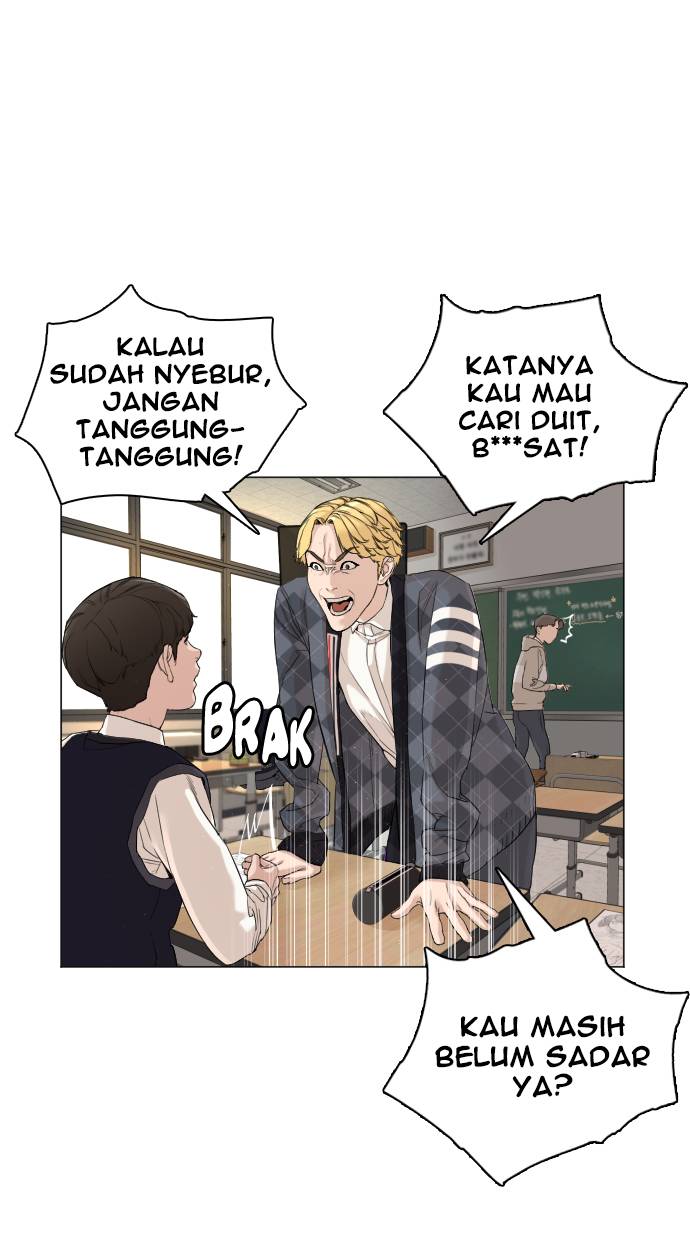 KALAU
SUDAH NYEBUR,
JANGAN
TANGGUNG-
TANGGUNG!
KATANYA
KAU MAU
CARI DUIT,
B***SAT!
BRAK
KAU MASIH
BELUM SADAR
YA?